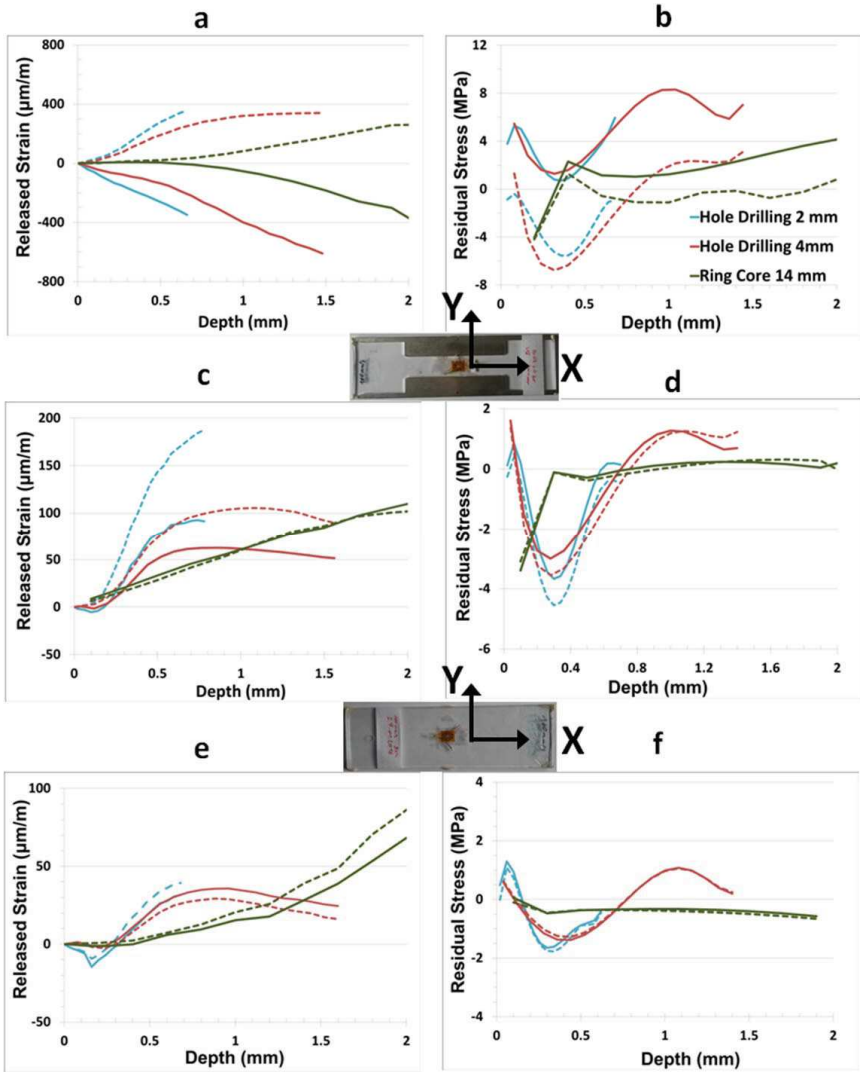 a
b
800
400
0
-400
-800
Released Strain (µm/m)
0
0.5
1
1.5
2
Depth (mm)
12
8
4
0
-4
-8
Residual Stress (MPa)
Hole Drilling 2 mm
Hole Drilling 4mm
Ring Core 14 mm
0
0.5
1
1.5
2
Depth (mm)
Y
X
c
d
200
150
100
50
0
-50
Released Strain (µm/m)
0
0.5
1
1.5
2
Depth (mm)
2
0
-2
-4
-6
Residual Stress (MPa)
0
0.4
0.8
1.2
1.6
2
Depth (mm)
Y
X
e
f
100
50
0
-50
Released Strain (µm/m)
0
0.5
1
1.5
2
Depth (mm)
4
2
0
-2
-4
Residual Stress (MPa)
0
0.5
1
1.5
2
Depth (mm)